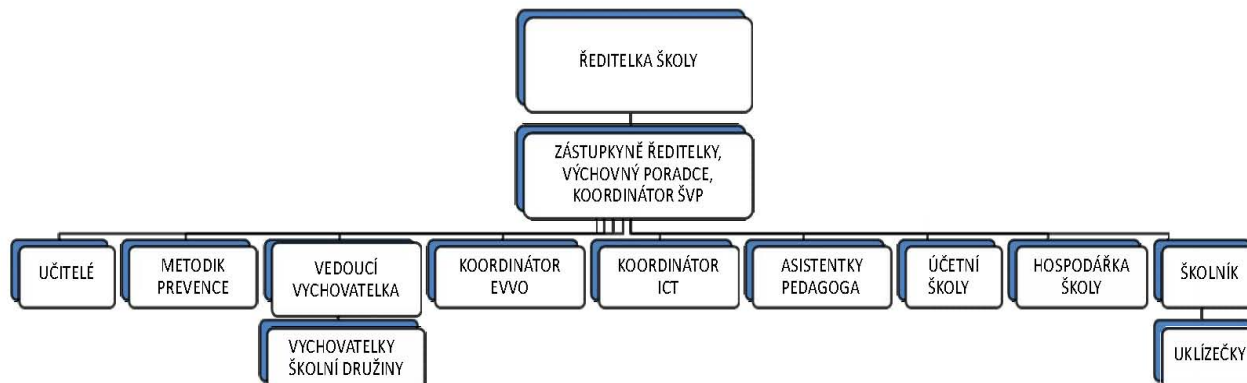 ŘEDITELKA ŠKOLY
ZÁSTUPKYNĚ ŘEDITELKY,
VÝCHOVNÝ PORADCE,
KOORDINÁTOR ŠVP
UČITELÉ
METODIK
PREVENCE
VEDOUCÍ
VYCHOVATELKA
KOORDINÁTOR
EVVO
KOORDINÁTOR
ICT
ASISTENTKY
PEDAGOGA
ÚČETNÍ
ŠKOLY
HOSPODÁŘKA
ŠKOLY
ŠKOLNÍK
VYCHOVATELKY
ŠKOLNÍ DRUŽINY
UKLÍZEČKY